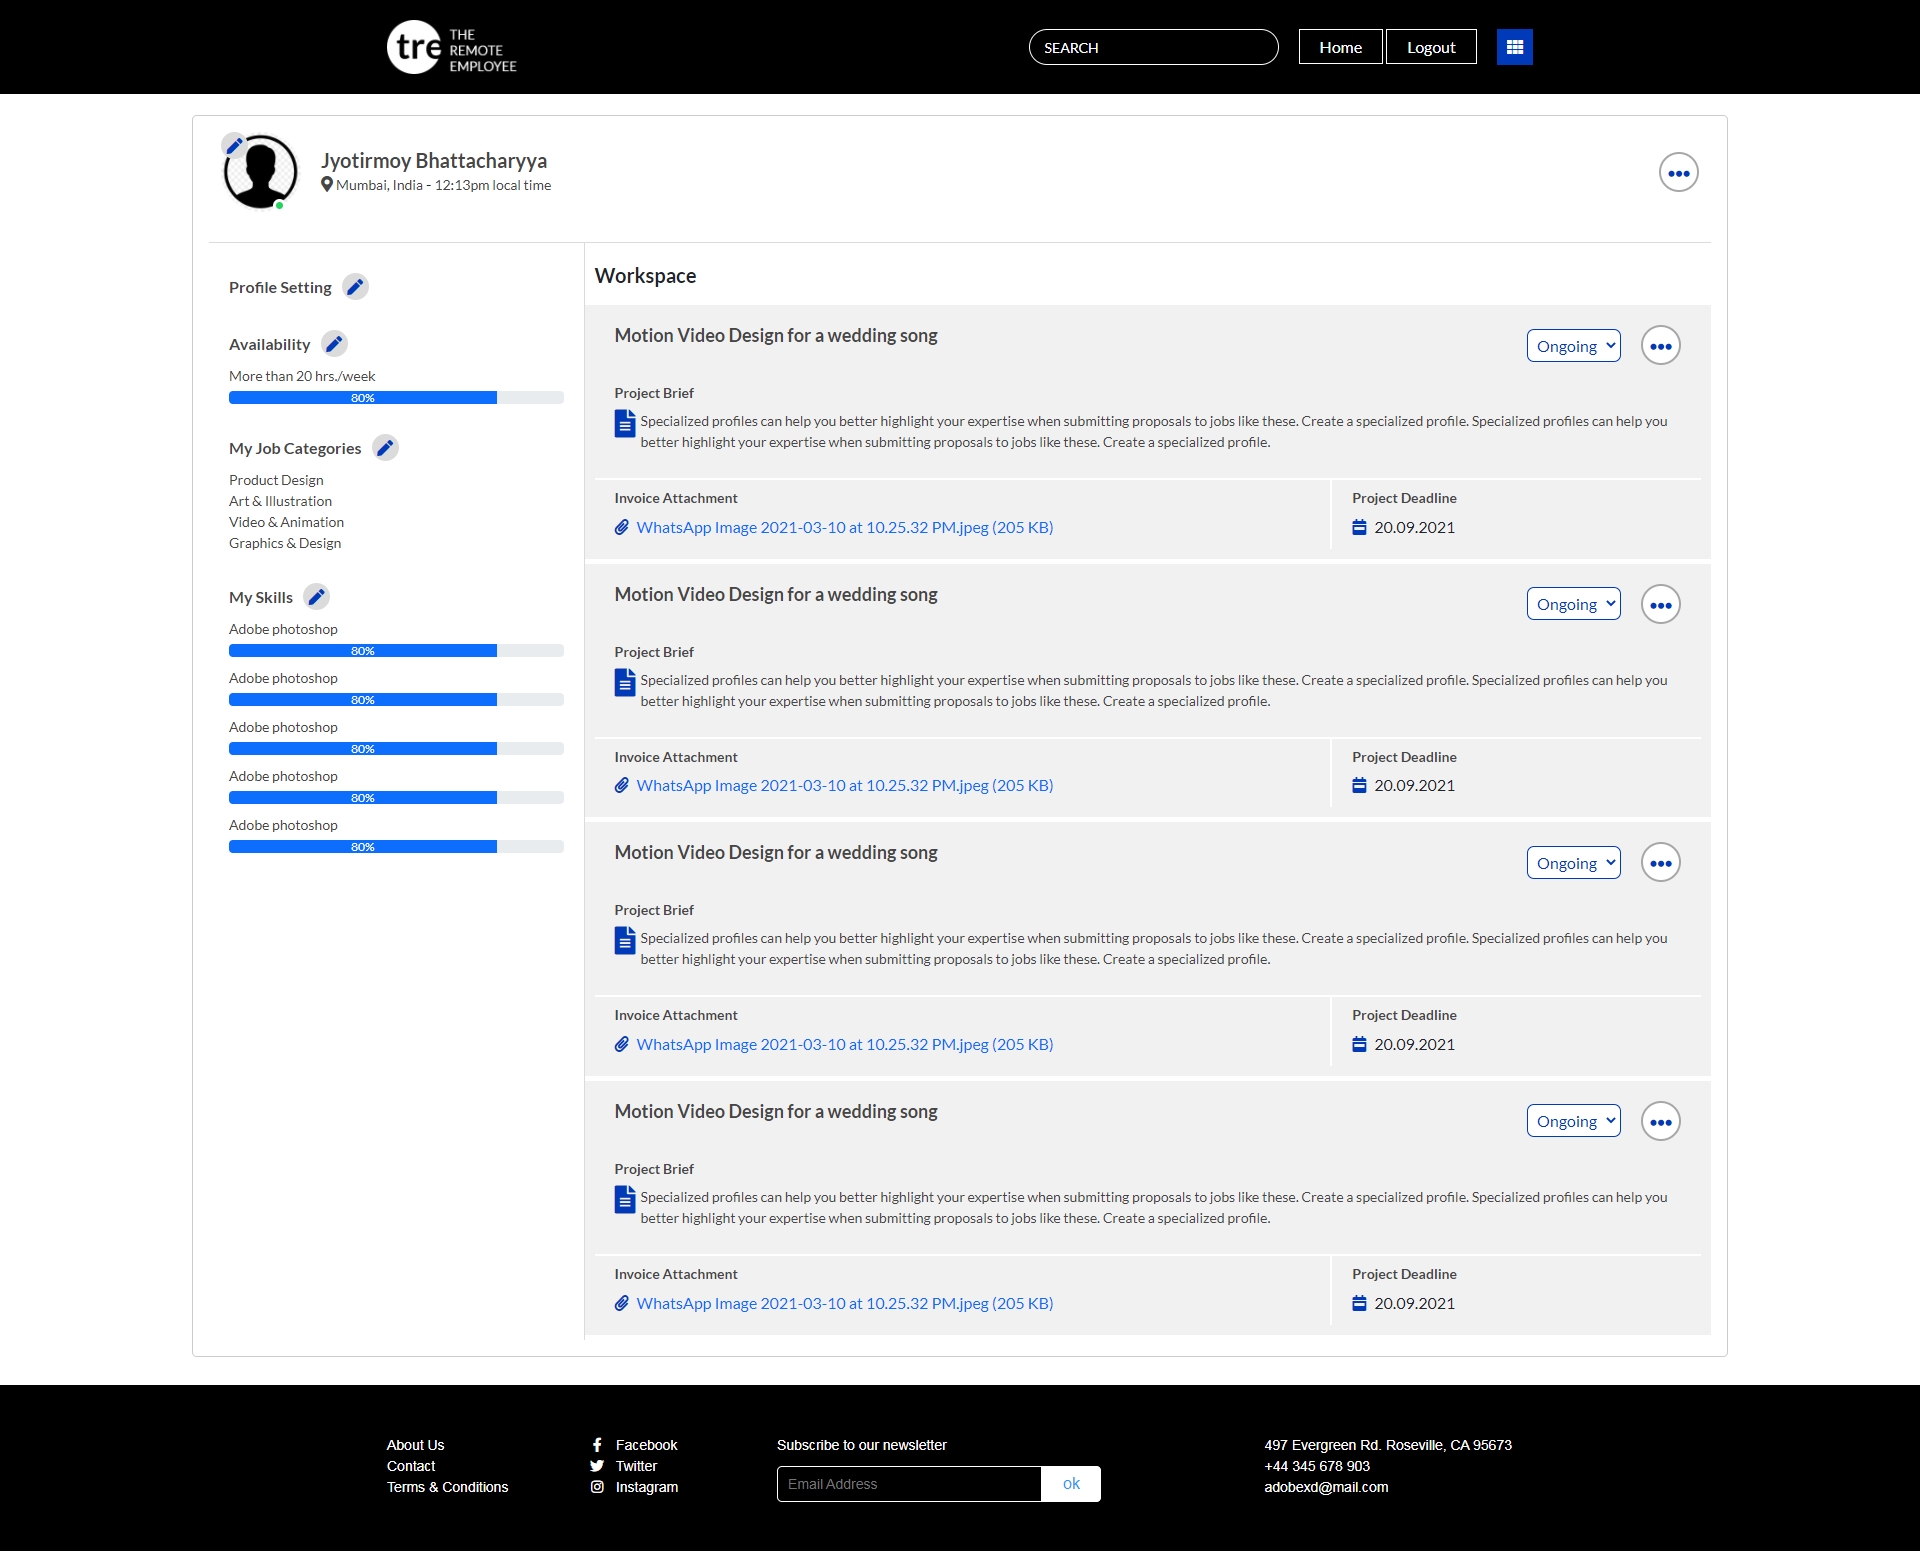 tre THE
REMOTE
EMPLOYEE
SEARCH
Home
Logout
Jyotirmoy Bhattacharyya
Mumbai, India - 12:13pm local time
Profile Setting
Availability
More than 20 hrs./week
80%
My Job Categories
Product Design
Art & Illustration
Video & Animation
Graphics & Design
My Skills
Adobe photoshop
80%
Adobe photoshop
80%
Adobe photoshop
80%
Adobe photoshop
80%
Adobe photoshop
80%
Workspace
Motion Video Design for a wedding song
Ongoing
Project Brief
Specialized profiles can help you better highlight your expertise when submitting proposals to jobs like these. Create a specialized profile. Specialized profiles can help you
better highlight your expertise when submitting proposals to jobs like these. Create a specialized profile.
Invoice Attachment
WhatsApp Image 2021-03-10 at 10.25.32 PM.jpeg (205 KB)
Project Deadline
20.09.2021
Motion Video Design for a wedding song
Ongoing
Project Brief
Specialized profiles can help you better highlight your expertise when submitting proposals to jobs like these. Create a specialized profile. Specialized profiles can help you
better highlight your expertise when submitting proposals to jobs like these. Create a specialized profile.
Invoice Attachment
WhatsApp Image 2021-03-10 at 10.25.32 PM.jpeg (205 KB)
Project Deadline
20.09.2021
Motion Video Design for a wedding song
Ongoing
Project Brief
Specialized profiles can help you better highlight your expertise when submitting proposals to jobs like these. Create a specialized profile. Specialized profiles can help you
better highlight your expertise when submitting proposals to jobs like these. Create a specialized profile.
Invoice Attachment
WhatsApp Image 2021-03-10 at 10.25.32 PM.jpeg (205 KB)
Project Deadline
20.09.2021
Motion Video Design for a wedding song
Ongoing
Project Brief
Specialized profiles can help you better highlight your expertise when submitting proposals to jobs like these. Create a specialized profile. Specialized profiles can help you
better highlight your expertise when submitting proposals to jobs like these. Create a specialized profile.
Invoice Attachment
WhatsApp Image 2021-03-10 at 10.25.32 PM.jpeg (205 KB)
Project Deadline
20.09.2021
About Us
Contact
Terms & Conditions
Facebook
Twitter
Instagram
Subscribe to our newsletter
Email Address
ok
497 Evergreen Rd. Roseville, CA 95673
+44 345 678 903
adobexd@mail.com